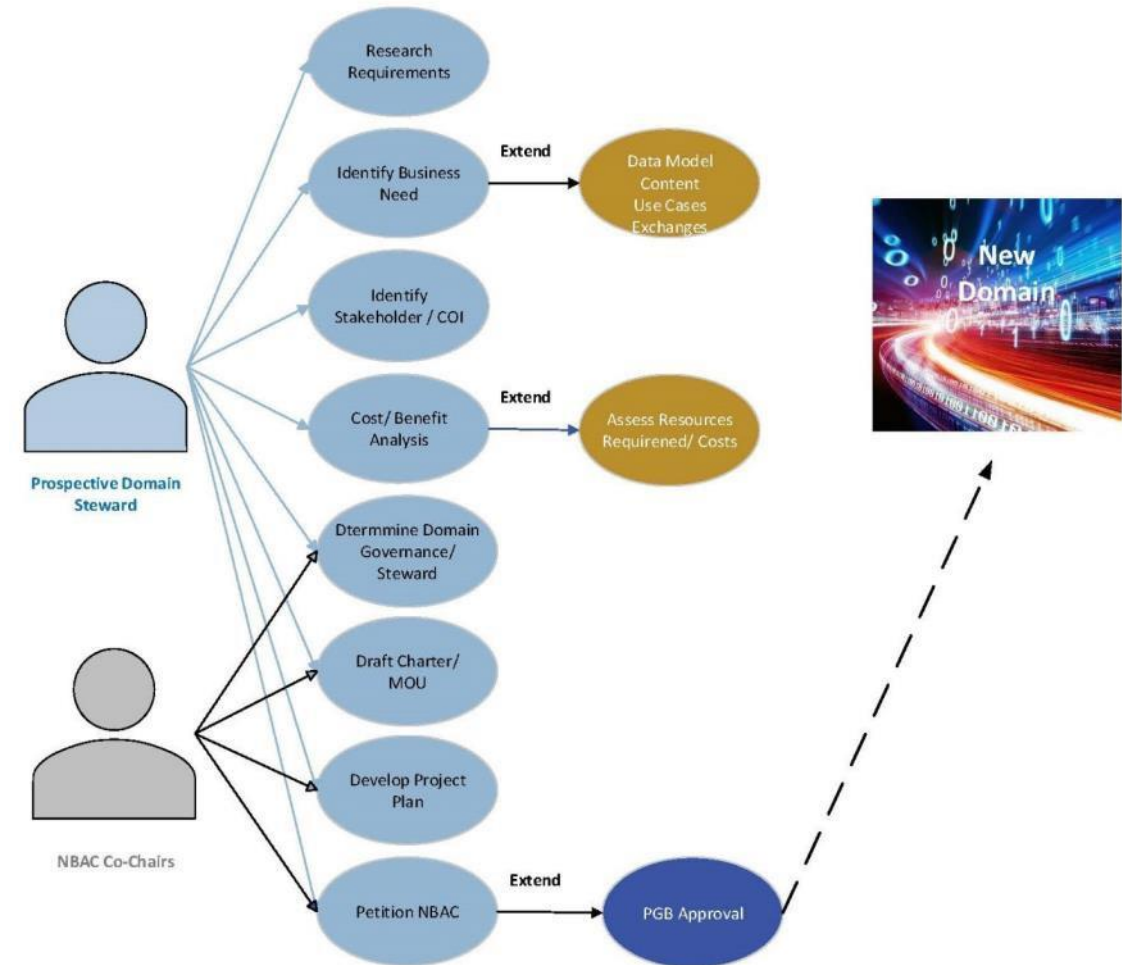 Research
Requirements
Extend
Identify Business
Need
Data Model
Content
Use Cases
Exchanges
New
Domain
Identify
Stakeholder / COI
Extend
Cost/ Benefit
Analysis
Assess Resources
Requirened/ Costs
Prospective Domain
Steward
Dtermmine Domain
Governance/
Steward
Draft Charter/
MOU
Develop Project
Plan
NBAC Co-Chairs
Extend
Petition NBAC
PGB Approval